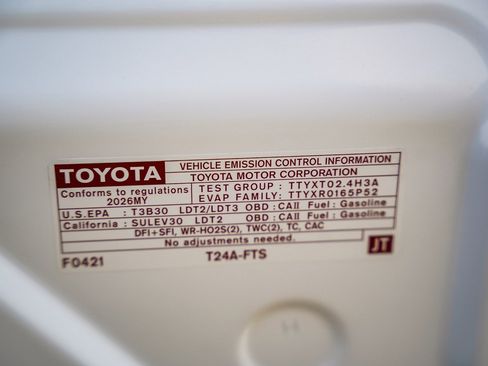 TOYOTA
VEHICLE EMISSION CONTROL INFORMATION
TOYOTA MOTOR CORPORATION
Conforms to regulations
2026MY
TEST GROUP : TTYXT02.4H3A
EVAP FAMILY: TTYXR0165P52
U.S.EPA : T3B30 LDT2/LDT3 OBD : CAII Fuel : Gasoline
California : SULEV30 LDT2 OBD : CAII Fuel : Gasoline
DFI+SFI, WR-HO2S(2), TWC(2), TC, CAC
No adjustments needed.
JT
F0421
T24A-FTS